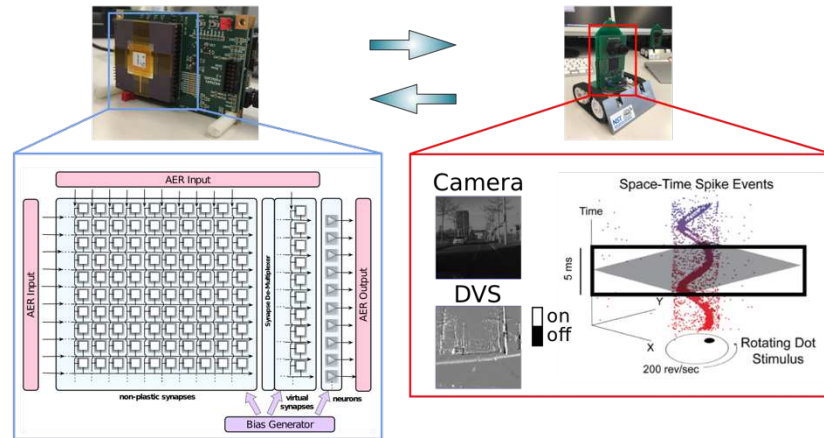 AER Input
AER Input
Synapse De-Multiplexer
AER Output
non-plastic synapses
virtual
synapses
neurons
Bias Generator
NST
Camera
DVS
on
off
Space-Time Spike Events
Time
5 ms
Y
X
Rotating Dot
Stimulus
200 rev/sec